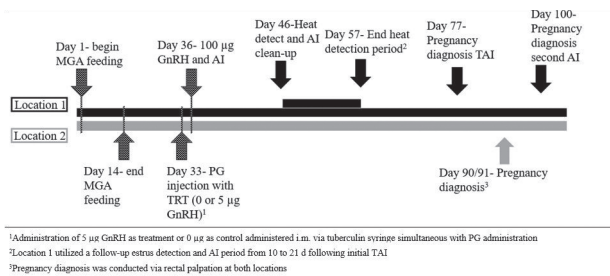 Day 1- begin
MGA feeding
Day 36- 100 µg
GnRH and AI
Day 46-Heat
detect and AI
clean-up
Day 57- End heat
detection period²
Day 77-
Pregnancy
diagnosis TAI
Day 100-
Pregnancy
diagnosis
second AI
Location 1
Location 2
Day 14- end
MGA
feeding
Day 33- PG
injection with
TRT (0 or 5 µg
GnRH)¹
Day 90/91- Pregnancy
diagnosis³
¹Administration of 5 µg GnRH as treatment or 0 µg as control administered i.m. via tuberculin syringe simultaneous with PG administration
²Location 1 utilized a follow-up estrus detection and AI period from 10 to 21 d following initial TAI
³Pregnancy diagnosis was conducted via rectal palpation at both locations